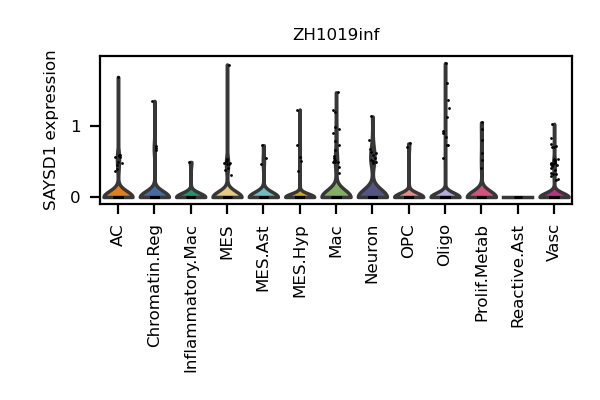 ZH1019inf
SAYSD1 expression
1
0
AC
Chromatin.Reg
Inflammatory.Mac
MES
MES.Ast
MES.Hyp
Mac
Neuron
OPC
Oligo
Prolif.Metab
Reactive.Ast
Vasc